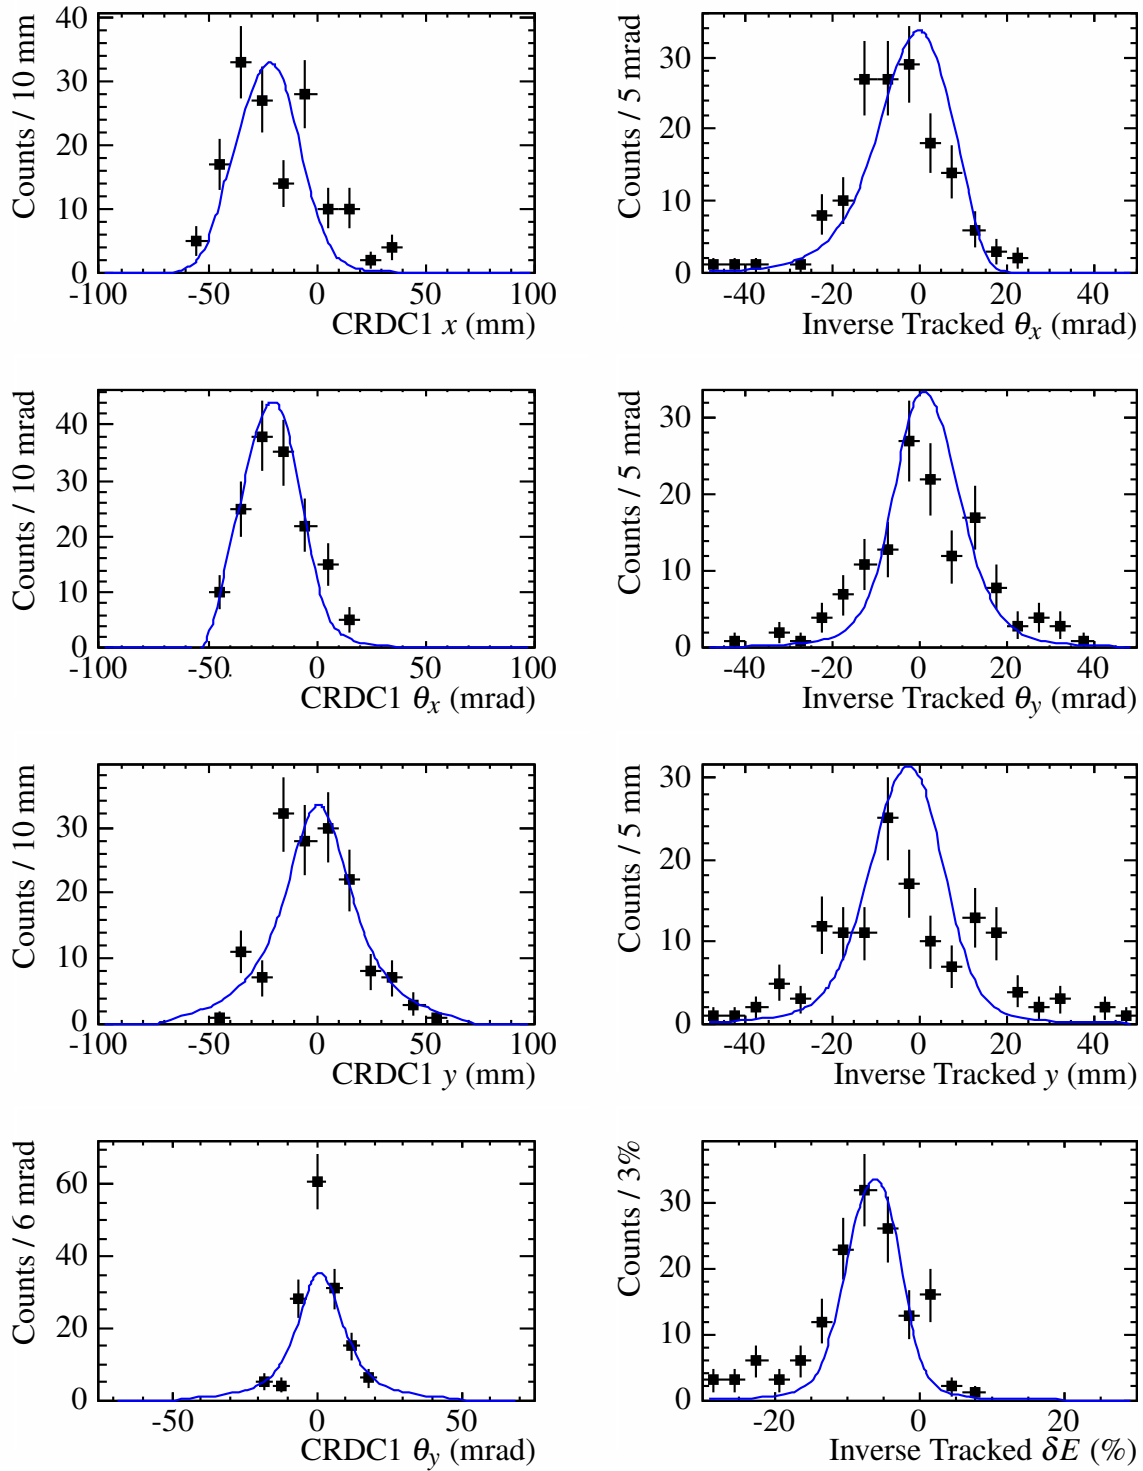 Counts / 10 mm
40
30
20
10
0
-100 -50 0 50 100
CRDC1 x (mm)
Counts / 5 mrad
30
20
10
0
-40 -20 0 20 40
Inverse Tracked θx (mrad)
Counts / 10 mrad
40
30
20
10
0
-100 -50 0 50 100
CRDC1 θx (mrad)
Counts / 5 mrad
30
20
10
0
-40 -20 0 20 40
Inverse Tracked θy (mrad)
Counts / 10 mm
30
20
10
0
-100 -50 0 50 100
CRDC1 y (mm)
Counts / 5 mm
30
20
10
0
-40 -20 0 20 40
Inverse Tracked y (mm)
Counts / 6 mrad
60
40
20
0
-50 0 50
CRDC1 θy (mrad)
Counts / 3%
30
20
10
0
-20 0 20
Inverse Tracked δE (%)